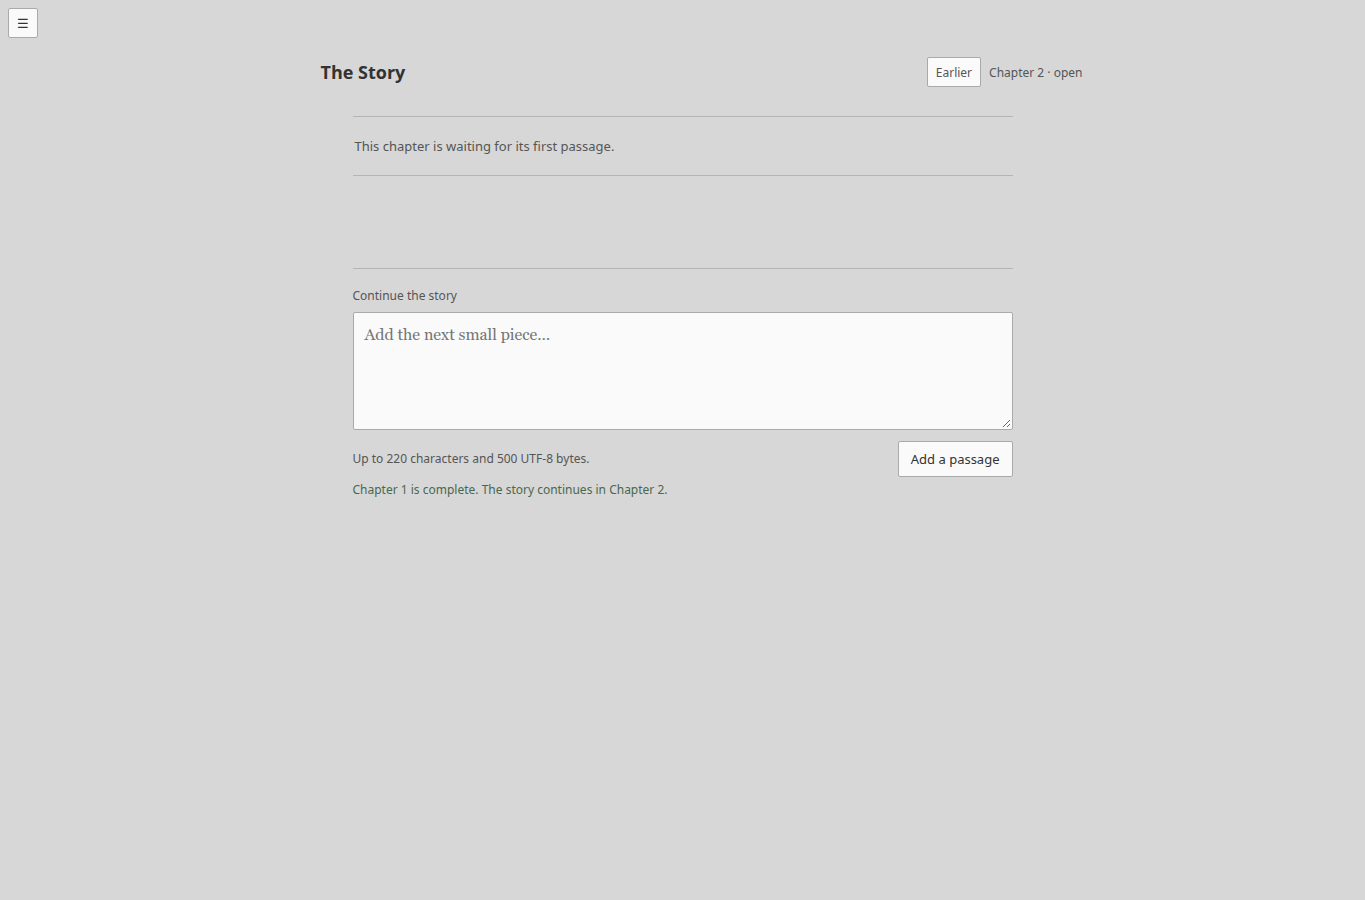 ☰
The Story
Earlier
Chapter 2 · open
This chapter is waiting for its first passage.
Continue the story
Add the next small piece...
Up to 220 characters and 500 UTF-8 bytes.
Add a passage
Chapter 1 is complete. The story continues in Chapter 2.